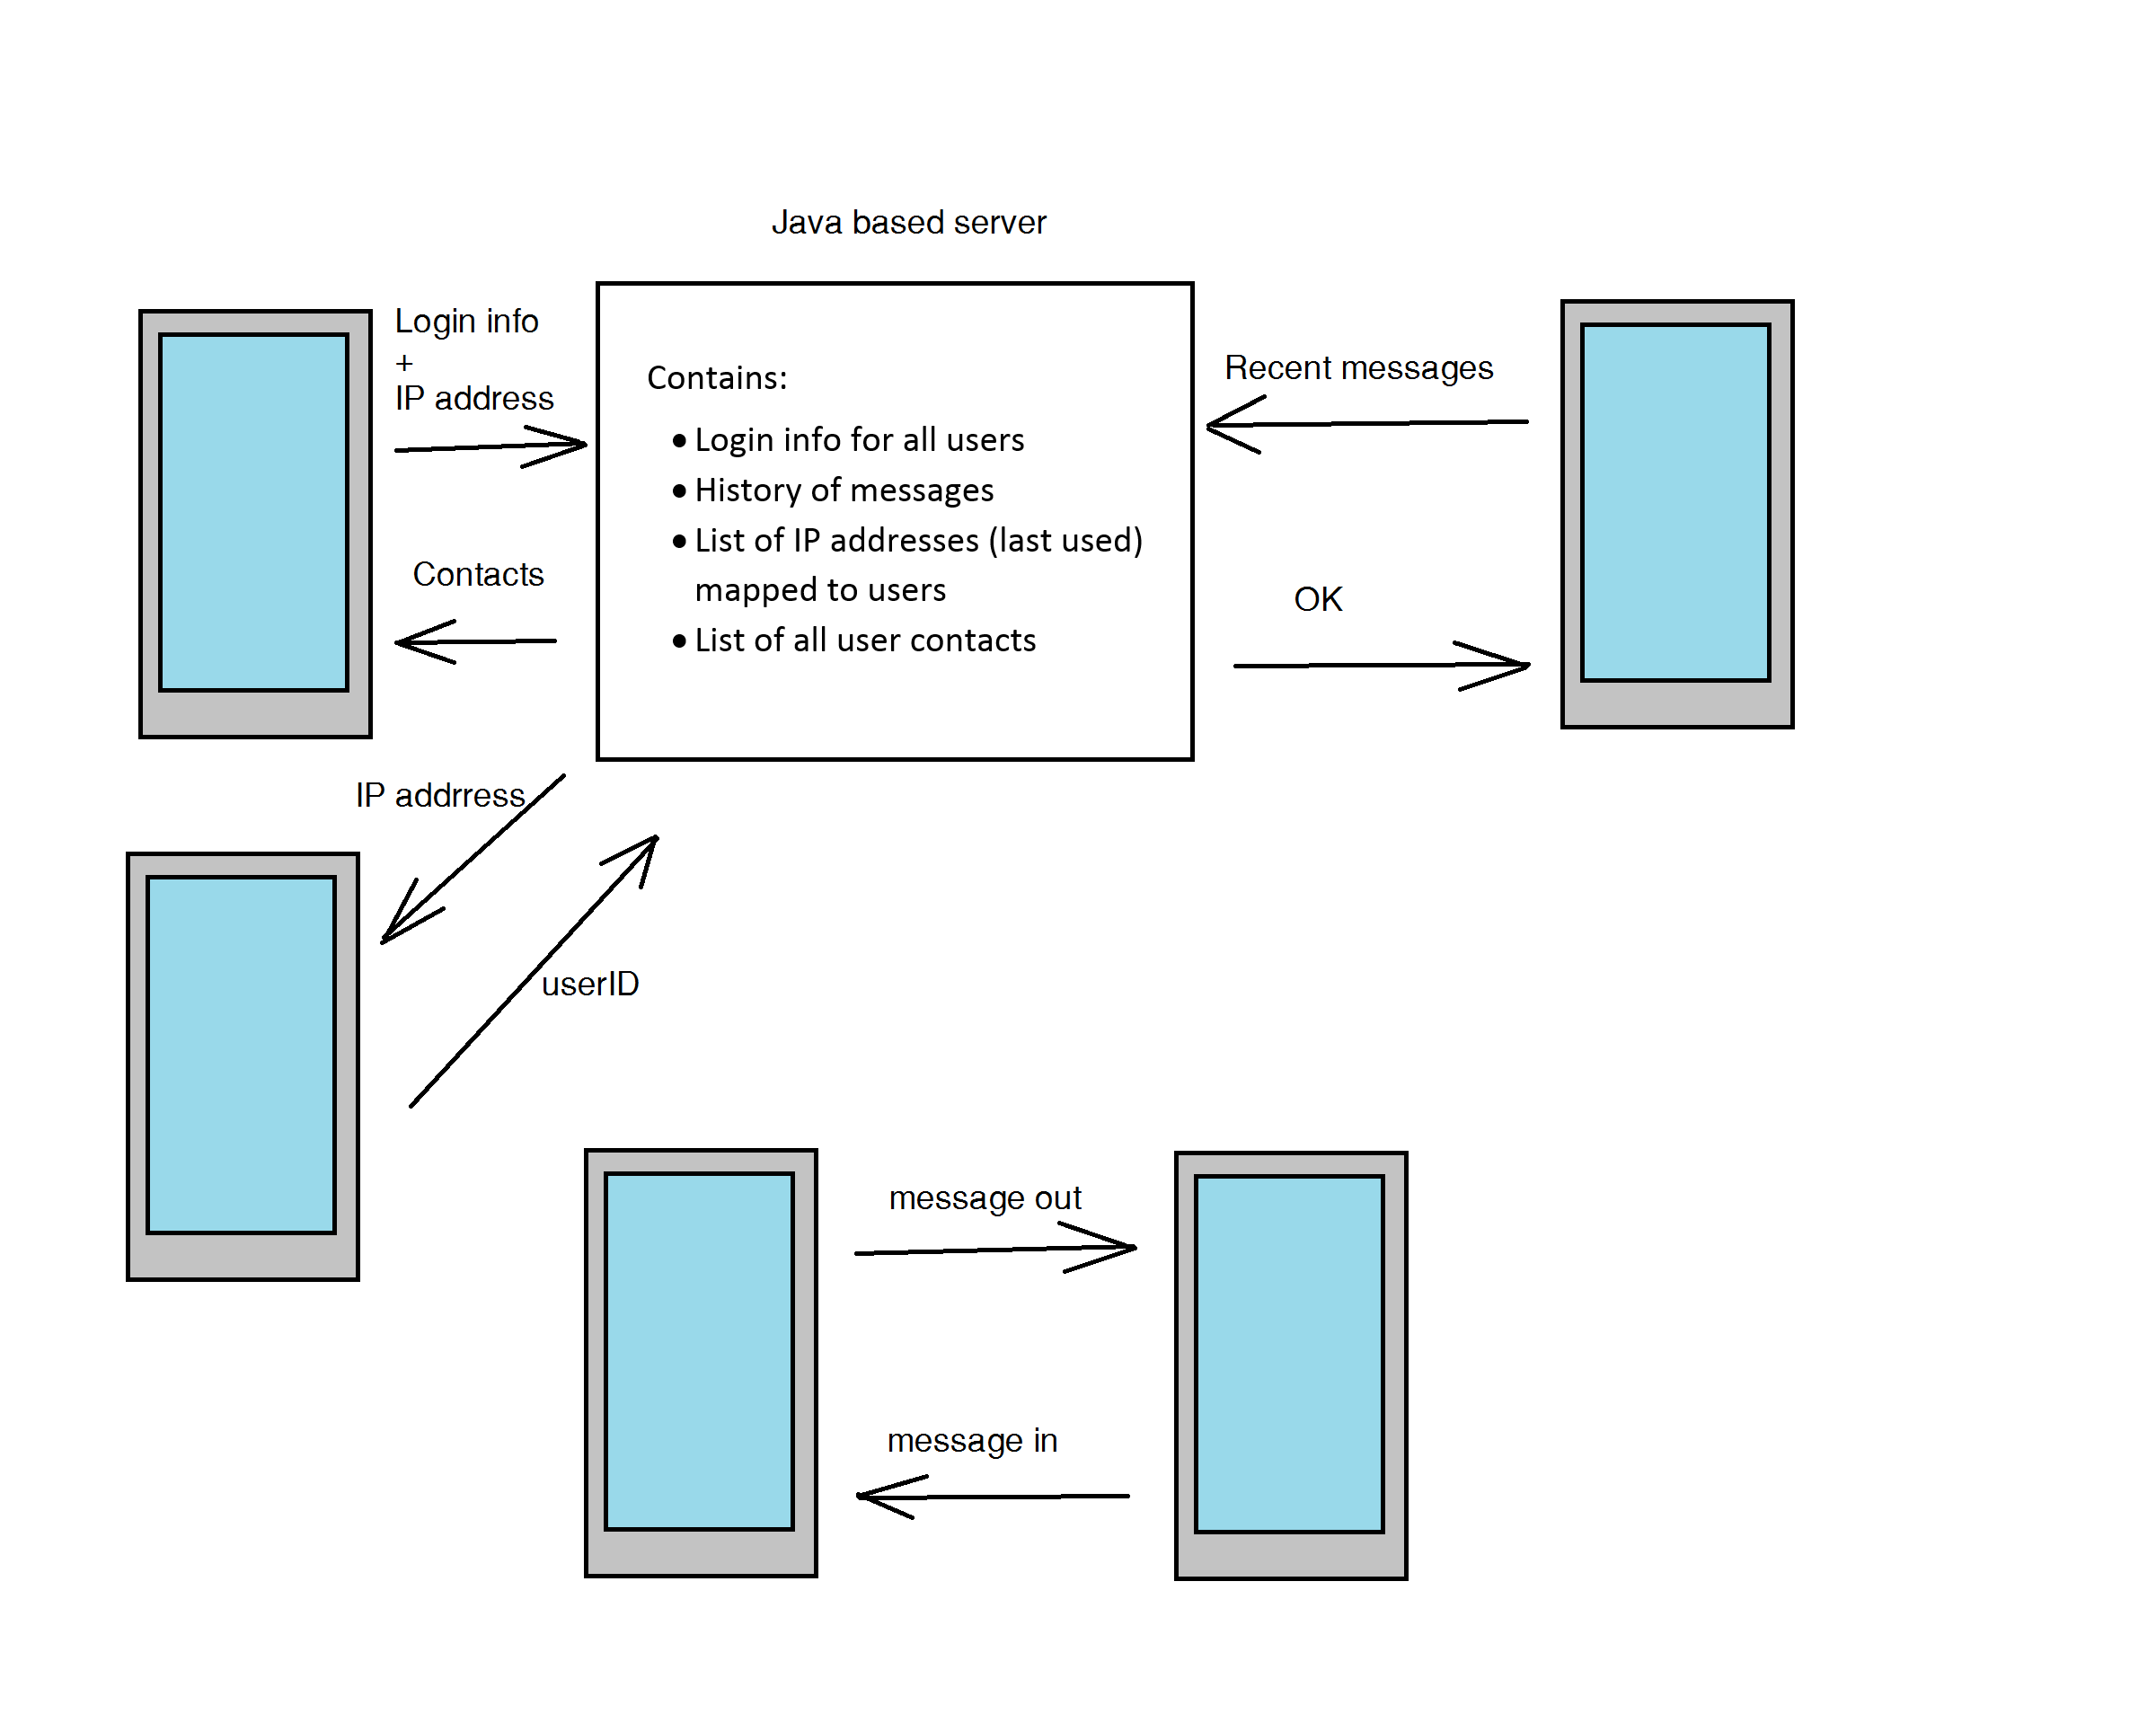 Java based server
Login info
+
IP address
Contacts
Contains:
• Login info for all users
• History of messages
• List of IP addresses (last used)
mapped to users
• List of all user contacts
Recent messages
OK
IP addrress
userID
message out
message in